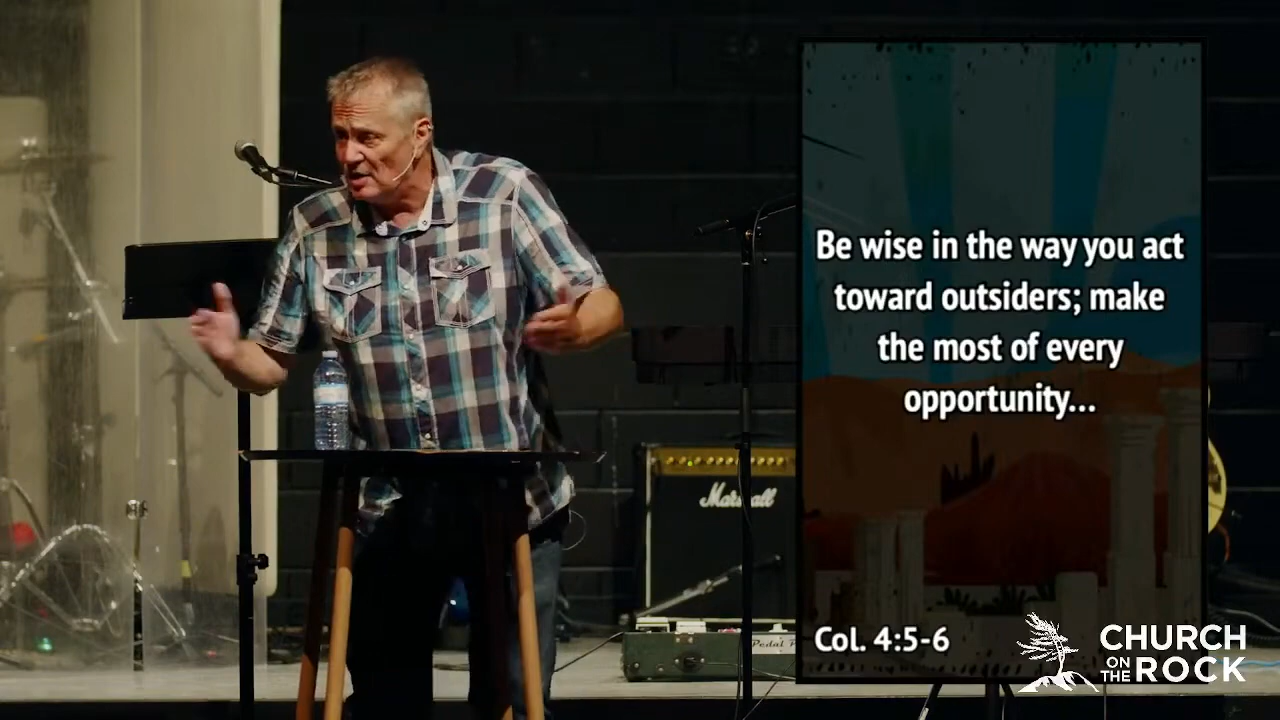 Be wise in the way you act
toward outsiders; make
the most of every
opportunity...
Marshall
Col. 4:5-6
CHURCH
ON THE ROCK